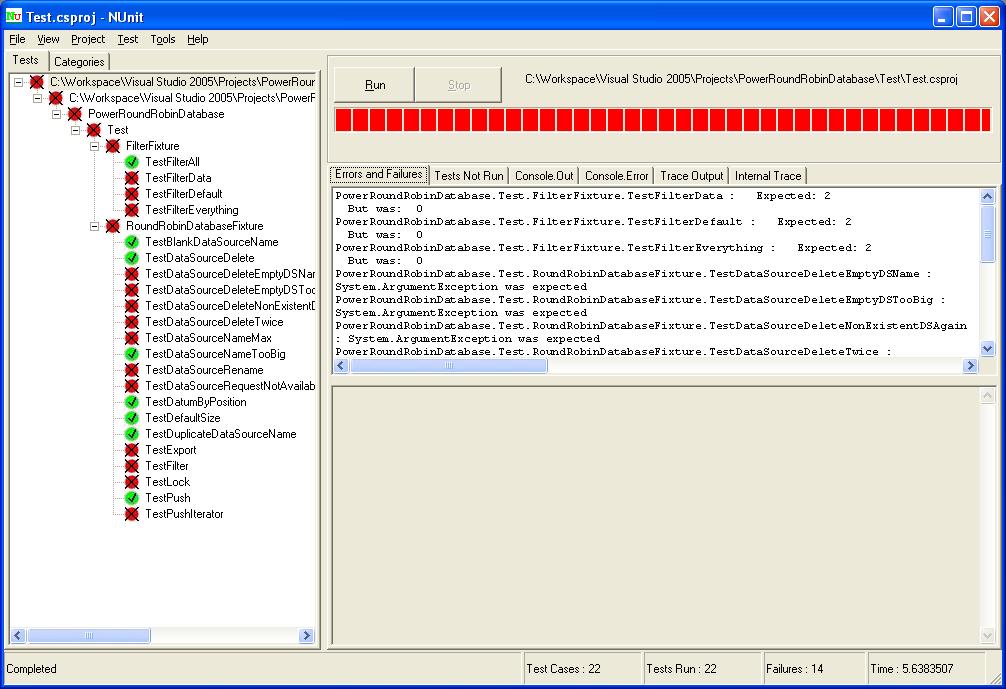 Test.csproj - NUnit
File View Project Test Tools Help
Tests Categories
C:\Workspace\Visual Studio 2005\Projects\PowerRour
C:\Workspace\Visual Studio 2005\Projects\PowerF
PowerRoundRobinDatabase
Test
FilterFixture
TestFilterAll
TestFilterData
TestFilterDefault
TestFilterEverything
RoundRobinDatabaseFixture
TestBlankDataSourceName
TestDataSourceDelete
TestDataSourceDeleteEmptyDSNar
TestDataSourceDeleteEmptyDSToc
TestDataSourceDeleteNonExistentD
TestDataSourceDeleteTwice
TestDataSourceNameMax
TestDataSourceNameTooBig
TestDataSourceRename
TestDataSourceRequestNotAvailab
TestDatumByPosition
TestDefaultSize
TestDuplicateDataSourceName
TestExport
TestFilter
TestLock
TestPush
TestPushIterator
Run Stop
C:\Workspace\Visual Studio 2005\Projects\PowerRoundRobinDatabase\Test\Test.csproj
Errors and Failures Tests Not Run Console.Out Console.Error Trace Output Internal Trace
PowerRoundRobinDatabase.Test.FilterFixture.TestFilterData : Expected: 2
But was: 0
PowerRoundRobinDatabase.Test.FilterFixture.TestFilterDefault : Expected: 2
But was: 0
PowerRoundRobinDatabase.Test.FilterFixture.TestFilterEverything : Expected: 2
But was: 0
PowerRoundRobinDatabase.Test.RoundRobinDatabaseFixture.TestDataSourceDeleteEmptyDSName :
System.ArgumentException was expected
PowerRoundRobinDatabase.Test.RoundRobinDatabaseFixture.TestDataSourceDeleteEmptyDSTooBig :
System.ArgumentException was expected
PowerRoundRobinDatabase.Test.RoundRobinDatabaseFixture.TestDataSourceDeleteNonExistentDSAgain
: System.ArgumentException was expected
PowerRoundRobinDatabase.Test.RoundRobinDatabaseFixture.TestDataSourceDeleteTwice :
Completed
Test Cases : 22
Tests Run : 22
Failures : 14
Time : 5.6383507